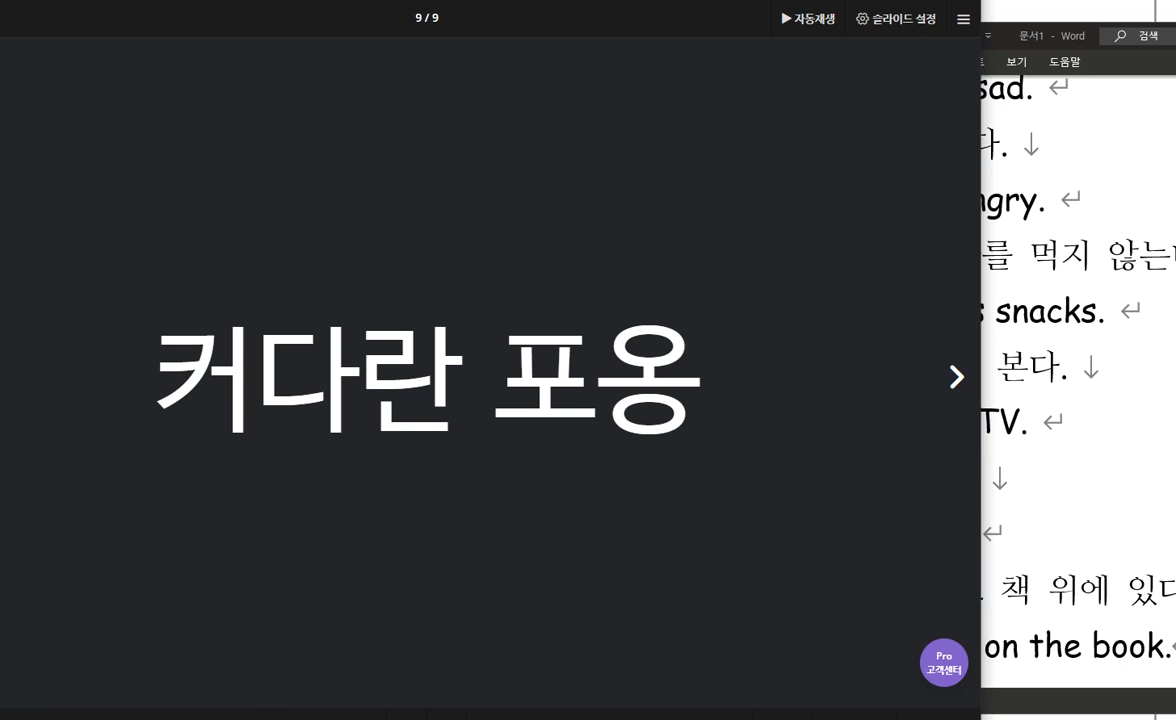 9 / 9
▶ 자동재생
슬라이드 설정
커다란 포옹
Pro
고객센터
문서1 - Word
검색
보기
도움말
sad. ↵
다. ↓
ngry. ↵
를 먹지 않는
snacks. ↵
본다. ↓
TV. ↵
↓
↵
책 위에 있다
on the book.